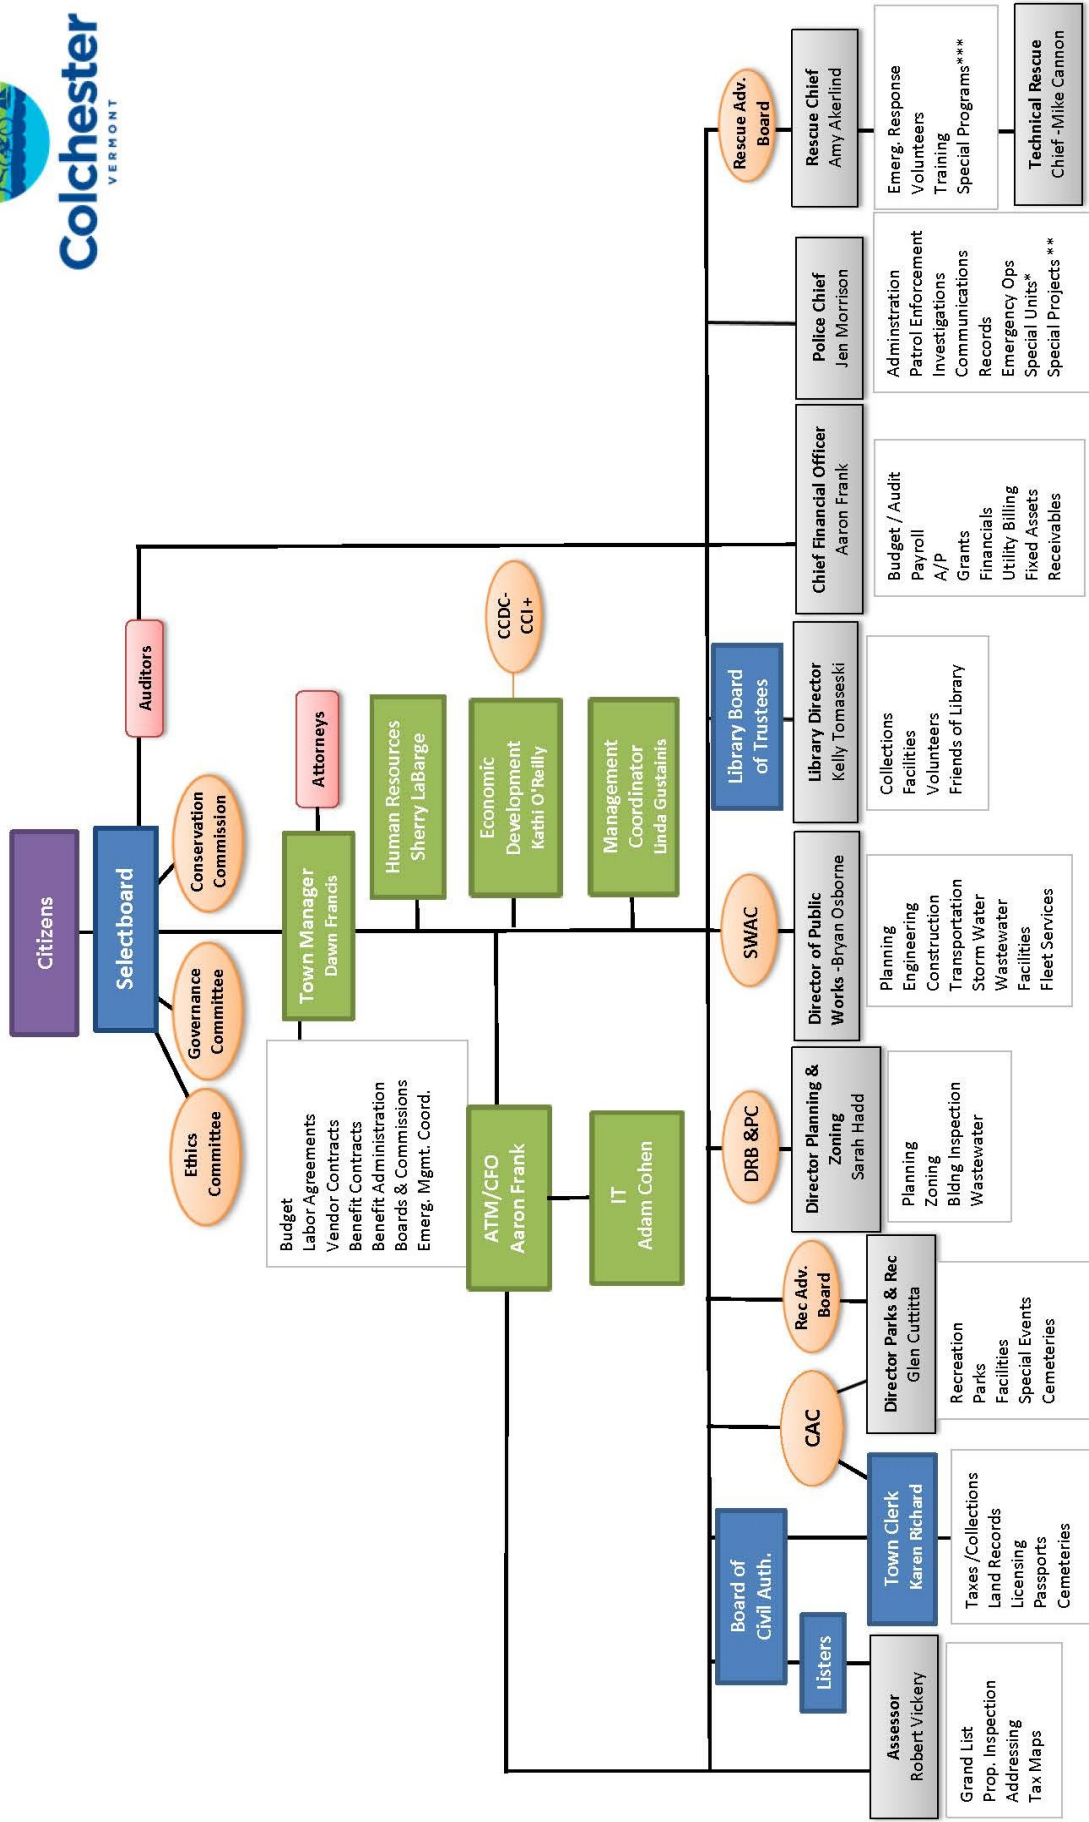 Colchester
VERMONT
Citizens
Selectboard
Auditors
Ethics
Committee
Governance
Committee
Conservation
Commission
Town Manager
Dawn Francis
Attorneys
Budget
Labor Agreements
Vendor Contracts
Benefit Contracts
Benefit Administration
Boards & Commissions
Emerg. Mgmt. Coord.
Human Resources
Sherry LaBarge
ATM/CFO
Aaron Frank
Economic
Development
Kathi O'Reilly
CCDC-
CCI +
IT
Adam Cohen
Management
Coordinator
Linda Gustainis
Board of
Civil Auth.
Listers
Assessor
Robert Vickery
Grand List
Prop. Inspection
Addressing
Tax Maps
Town Clerk
Karen Richard
Taxes /Collections
Land Records
Licensing
Passports
Cemeteries
CAC
Rec Adv.
Board
Director Parks & Rec
Glen Cuttitta
Recreation
Parks
Facilities
Special Events
Cemeteries
DRB &PC
Director Planning &
Zoning
Sarah Hadd
Planning
Zoning
Bldng Inspection
Wastewater
SWAC
Director of Public
Works -Bryan Osborne
Planning
Engineering
Construction
Transportation
Storm Water
Wastewater
Facilities
Fleet Services
Library Board
of Trustees
Library Director
Kelly Tomaseski
Collections
Facilities
Volunteers
Friends of Library
Chief Financial Officer
Aaron Frank
Budget / Audit
Payroll
A/P
Grants
Financials
Utility Billing
Fixed Assets
Receivables
Police Chief
Jen Morrison
Adminstration
Patrol Enforcement
Investigations
Communications
Records
Emergency Ops
Special Units*
Special Projects **
Rescue Adv.
Board
Rescue Chief
Amy Akerlind
Emerg. Response
Volunteers
Training
Special Programs***
Technical Rescue
Chief -Mike Cannon